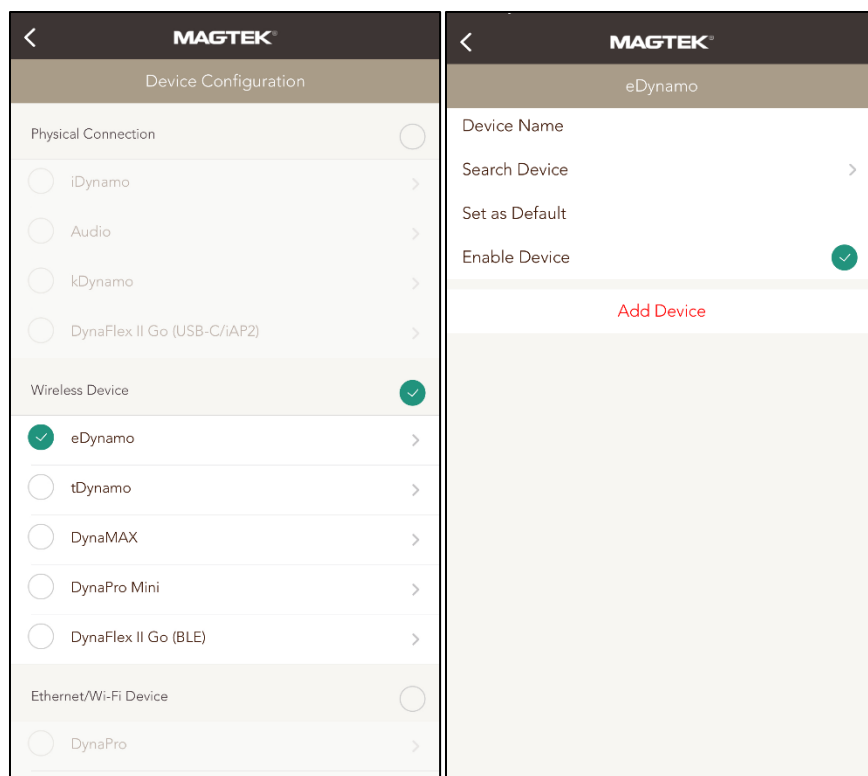 MAGTEK®
Device Configuration
Physical Connection
iDynamo
Audio
kDynamo
DynaFlex II Go (USB-C/iAP2)
Wireless Device
eDynamo
tDynamo
DynaMAX
DynaPro Mini
DynaFlex II Go (BLE)
Ethernet/Wi-Fi Device
DynaPro
MAGTEK®
eDynamo
Device Name
Search Device
Set as Default
Enable Device
Add Device